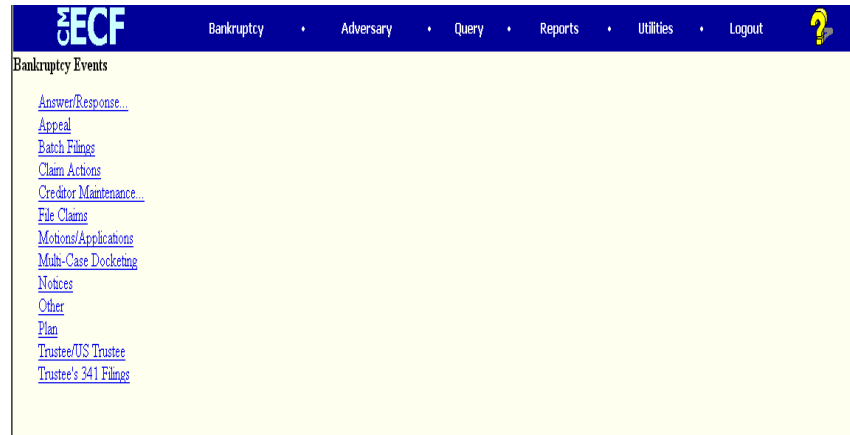 CM ECF Bankruptcy • Adversary • Query • Reports • Utilities • Logout ?
Bankruptcy Events
Answer/Response...
Appeal
Batch Filings
Claim Actions
Creditor Maintenance...
File Claims
Motions/Applications
Multi-Case Docketing
Notices
Other
Plan
Trustee/US Trustee
Trustee's 341 Filings